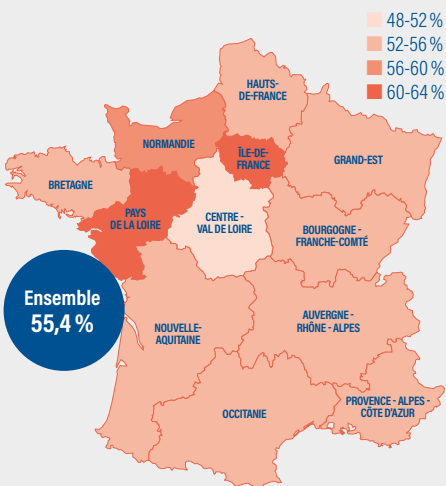 48-52 %
52-56 %
56-60 %
60-64 %
HAUTS-
DE-FRANCE
NORMANDIE
ÎLE-DE-
FRANCE
GRAND-EST
BRETAGNE
PAYS
DE LA LOIRE
CENTRE -
VAL DE LOIRE
BOURGOGNE -
FRANCHE-COMTÉ
Ensemble
55,4 %
NOUVELLE-
AQUITAINE
AUVERGNE -
RHÔNE - ALPES
OCCITANIE
PROVENCE - ALPES -
CÔTE D'AZUR